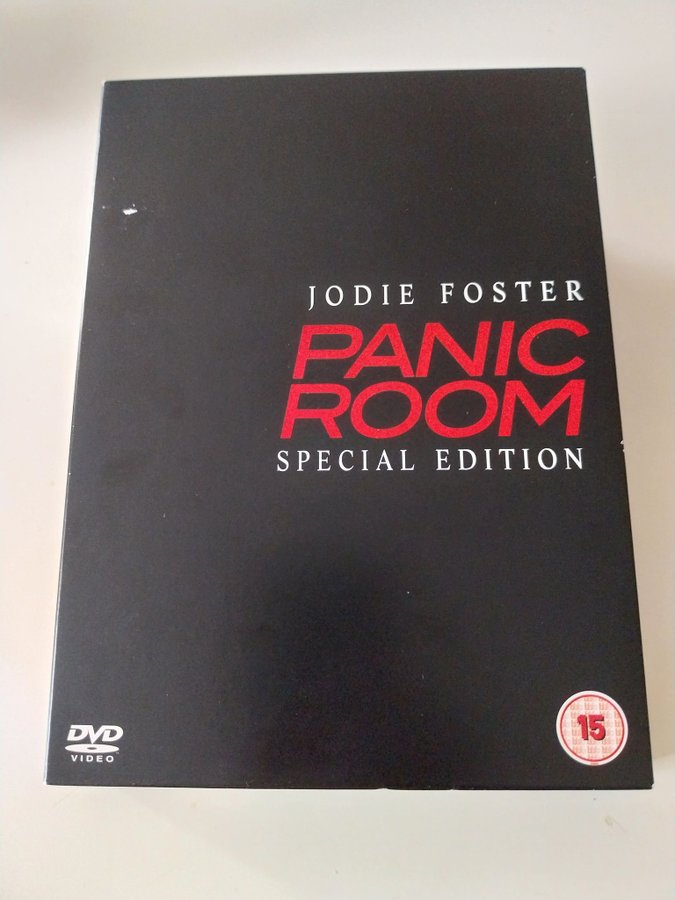 JODIE FOSTER
PANIC
ROOM
SPECIAL EDITION
DVD
VIDEO
15